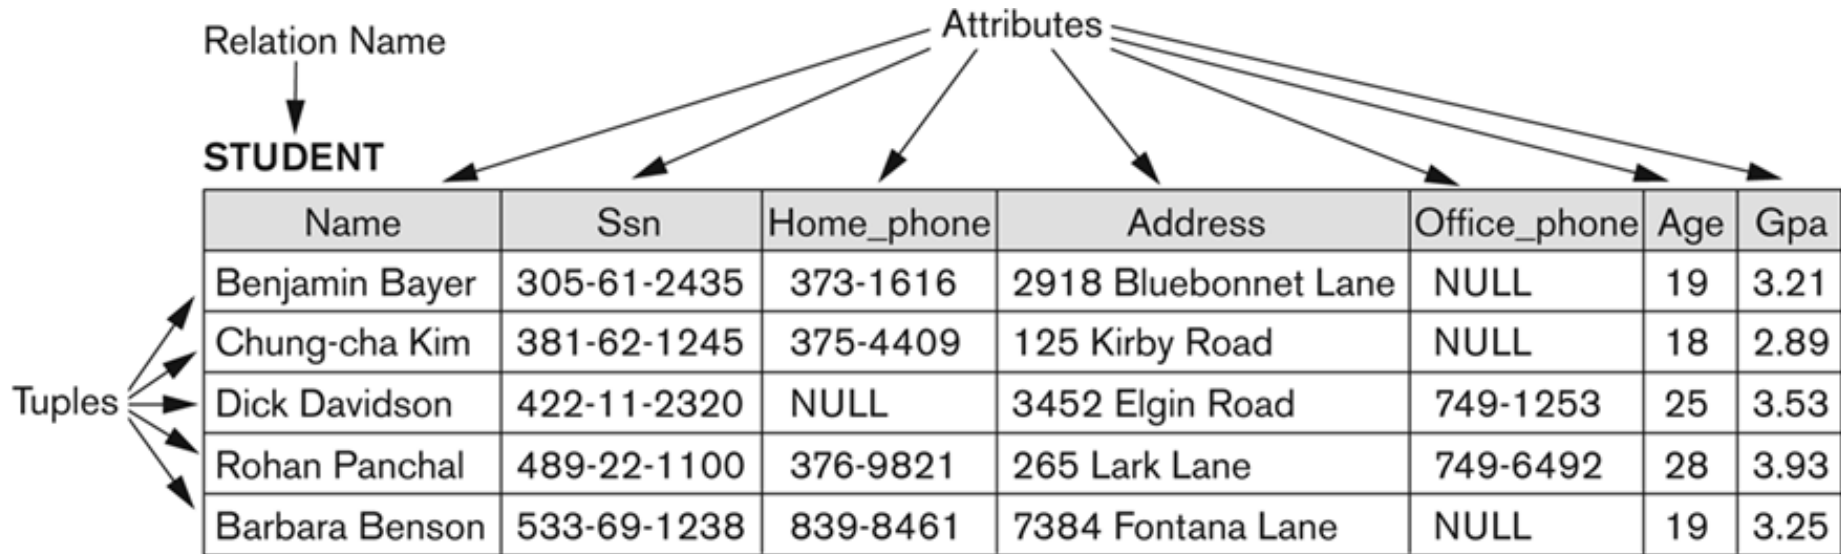 Attributes
Relation Name
STUDENT
Name Ssn Home_phone Address Office_phone Age Gpa
Benjamin Bayer 305-61-2435 373-1616 2918 Bluebonnet Lane NULL 19 3.21
Chung-cha Kim 381-62-1245 375-4409 125 Kirby Road NULL 18 2.89
Tuples
Dick Davidson 422-11-2320 NULL 3452 Elgin Road 749-1253 25 3.53
Rohan Panchal 489-22-1100 376-9821 265 Lark Lane 749-6492 28 3.93
Barbara Benson 533-69-1238 839-8461 7384 Fontana Lane NULL 19 3.25